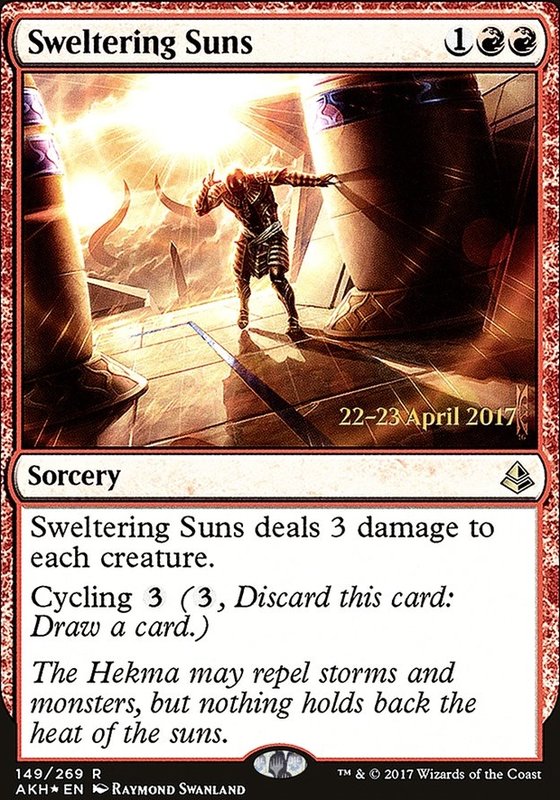 Sweltering Suns 1
22–23 April 2017
Sorcery
Sweltering Suns deals 3 damage to
each creature.
Cycling 3 (3, Discard this card:
Draw a card.)
The Hekma may repel storms and
monsters, but nothing holds back the
heat of the suns.
149/269 R
AKH★EN Raymond Swanland
™ & © 2017 Wizards of the Coast